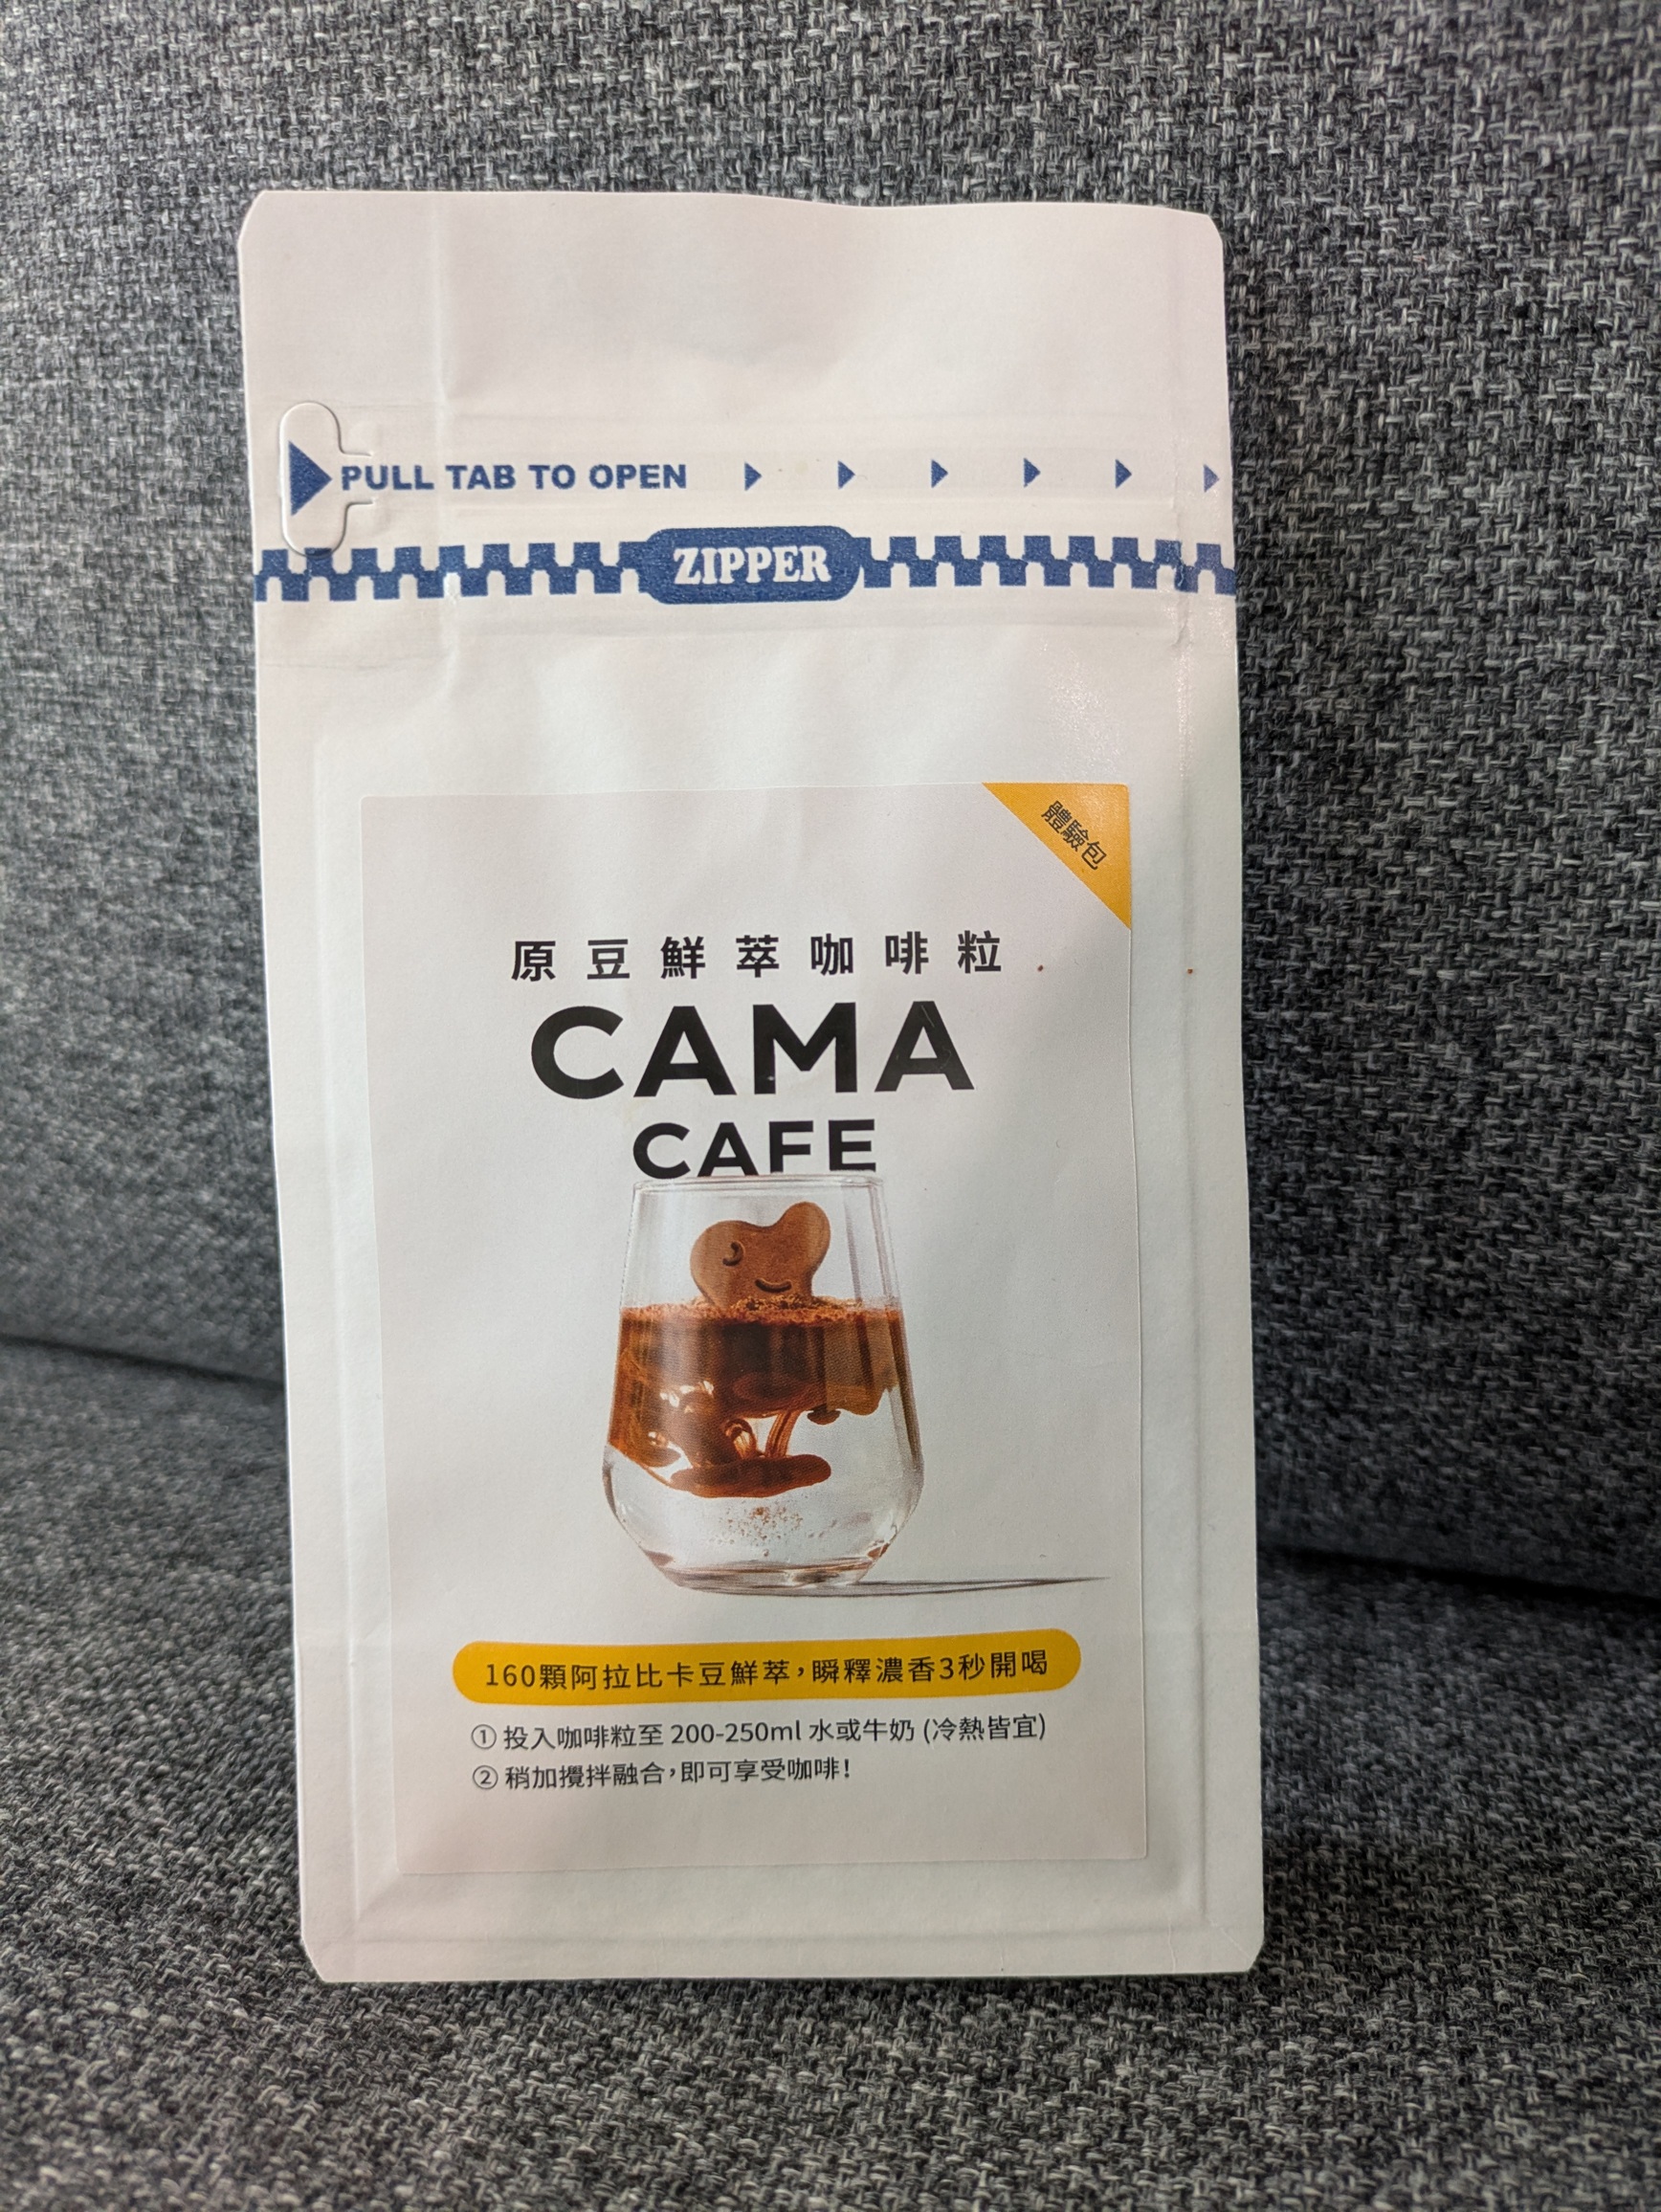 PULL TAB TO OPEN
ZIPPER
體驗包
原豆鮮萃咖啡粒
CAMA
CAFE
160顆阿拉比卡豆鮮萃，瞬釋濃香3秒開喝
① 投入咖啡粒至 200-250ml 水或牛奶 (冷熱皆宜)
② 稍加攪拌融合，即可享受咖啡！